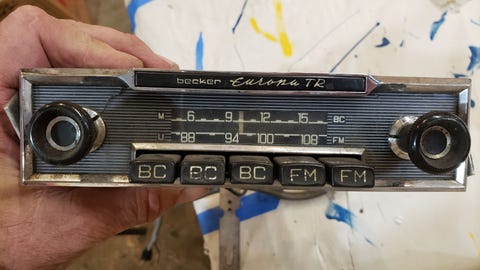 becker Europa TR
M 6 9 12 15 BC
U 88 94 100 108 FM
BC BC BC FM FM